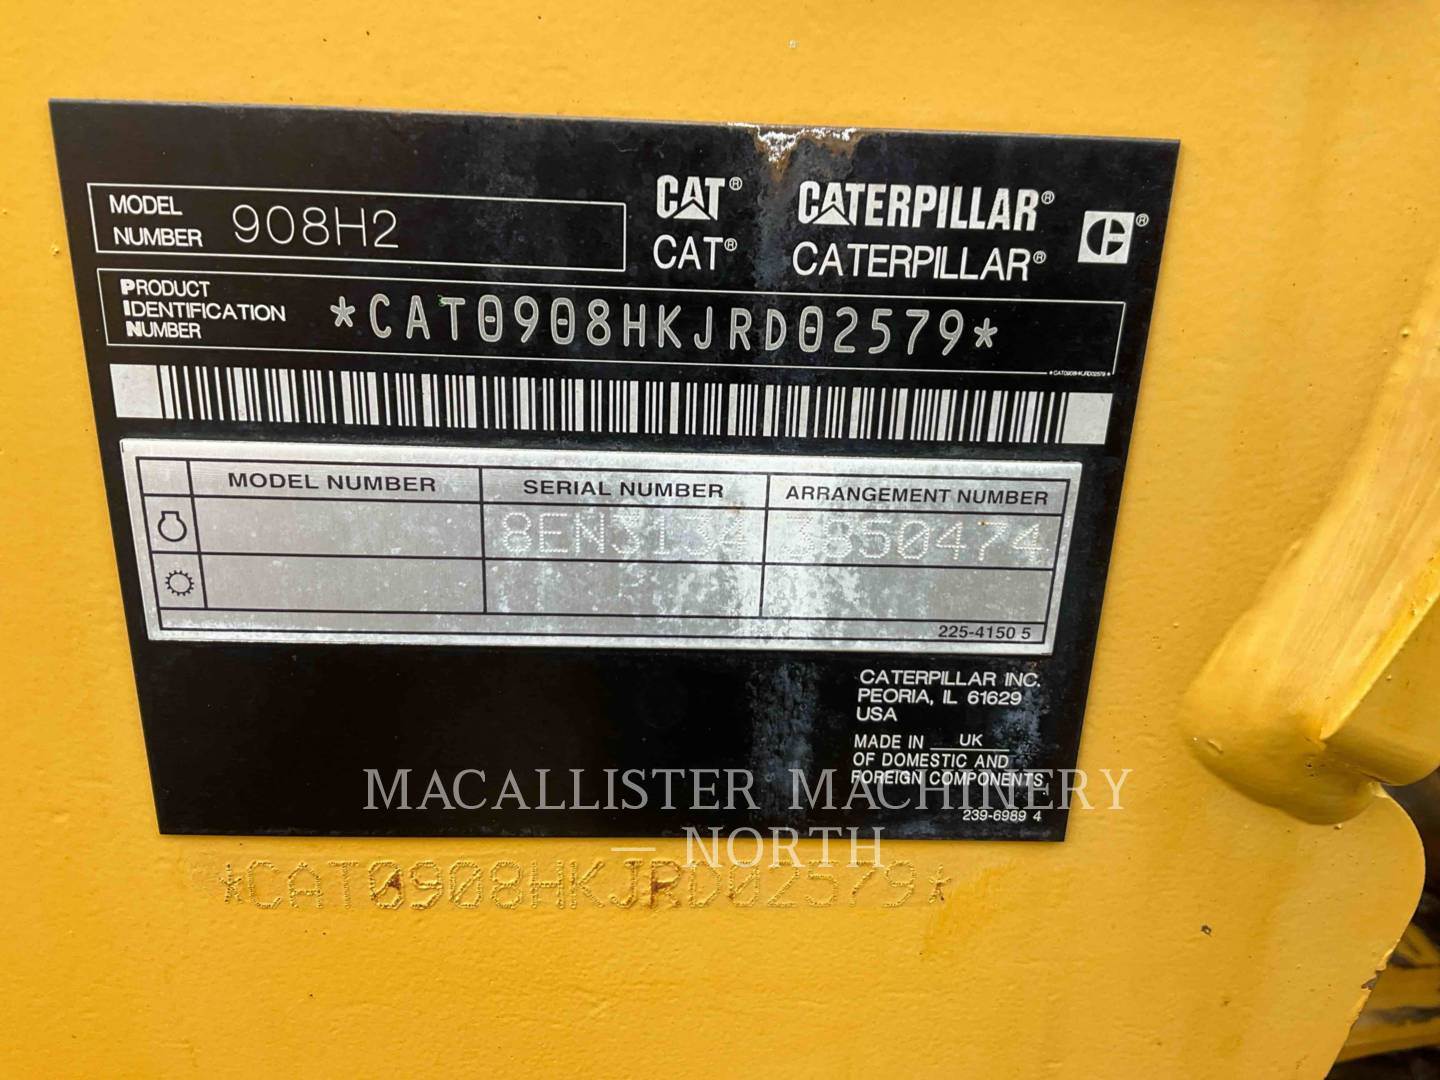 MODEL NUMBER 908H2
CAT® CATERPILLAR® ®
CAT® CATERPILLAR®
PRODUCT
IDENTIFICATION
NUMBER
*CAT0908HKJRD02579*
*CAT0908HKJRD02579*
MODEL NUMBER SERIAL NUMBER ARRANGEMENT NUMBER
8EN3134 3850474
225-4150 5
CATERPILLAR INC.
PEORIA, IL 61629
USA
MADE IN UK
OF DOMESTIC AND
FOREIGN COMPONENTS
239-6989 4
MACALLISTER MACHINERY
— NORTH
*CAT0908HKJRD02579*